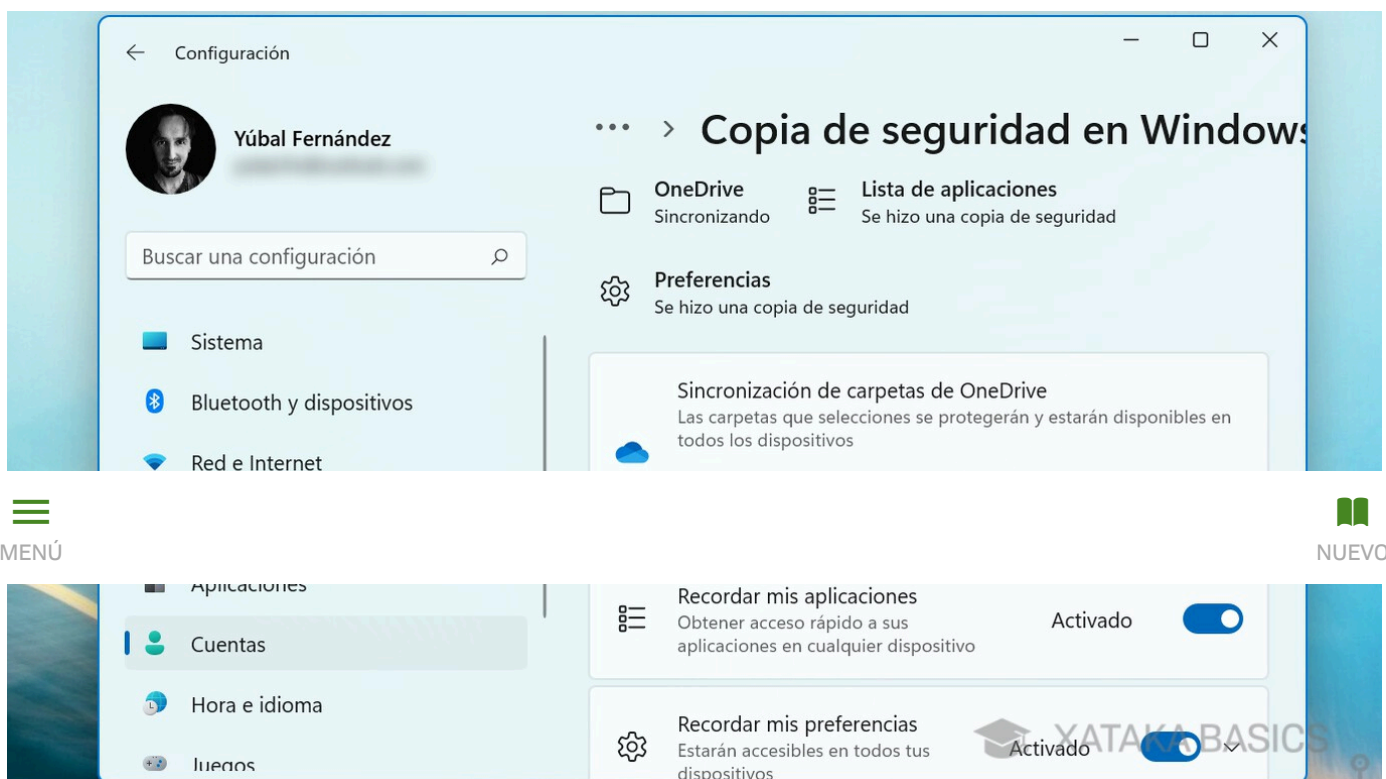 Configuración
Yúbal Fernández
Buscar una configuración
Sistema
Bluetooth y dispositivos
Red e Internet
Copia de seguridad en Windows
OneDrive
Sincronizando
Lista de aplicaciones
Se hizo una copia de seguridad
Preferencias
Se hizo una copia de seguridad
Sincronización de carpetas de OneDrive
Las carpetas que selecciones se protegerán y estarán disponibles en
todos los dispositivos
MENÚ
NUEVO
Aplicaciones
Cuentas
Hora e idioma
Juegos
Recordar mis aplicaciones
Obtener acceso rápido a sus
aplicaciones en cualquier dispositivo
Activado
Recordar mis preferencias
Estarán accesibles en todos tus
dispositivos
Activado
XATAKA BASICS